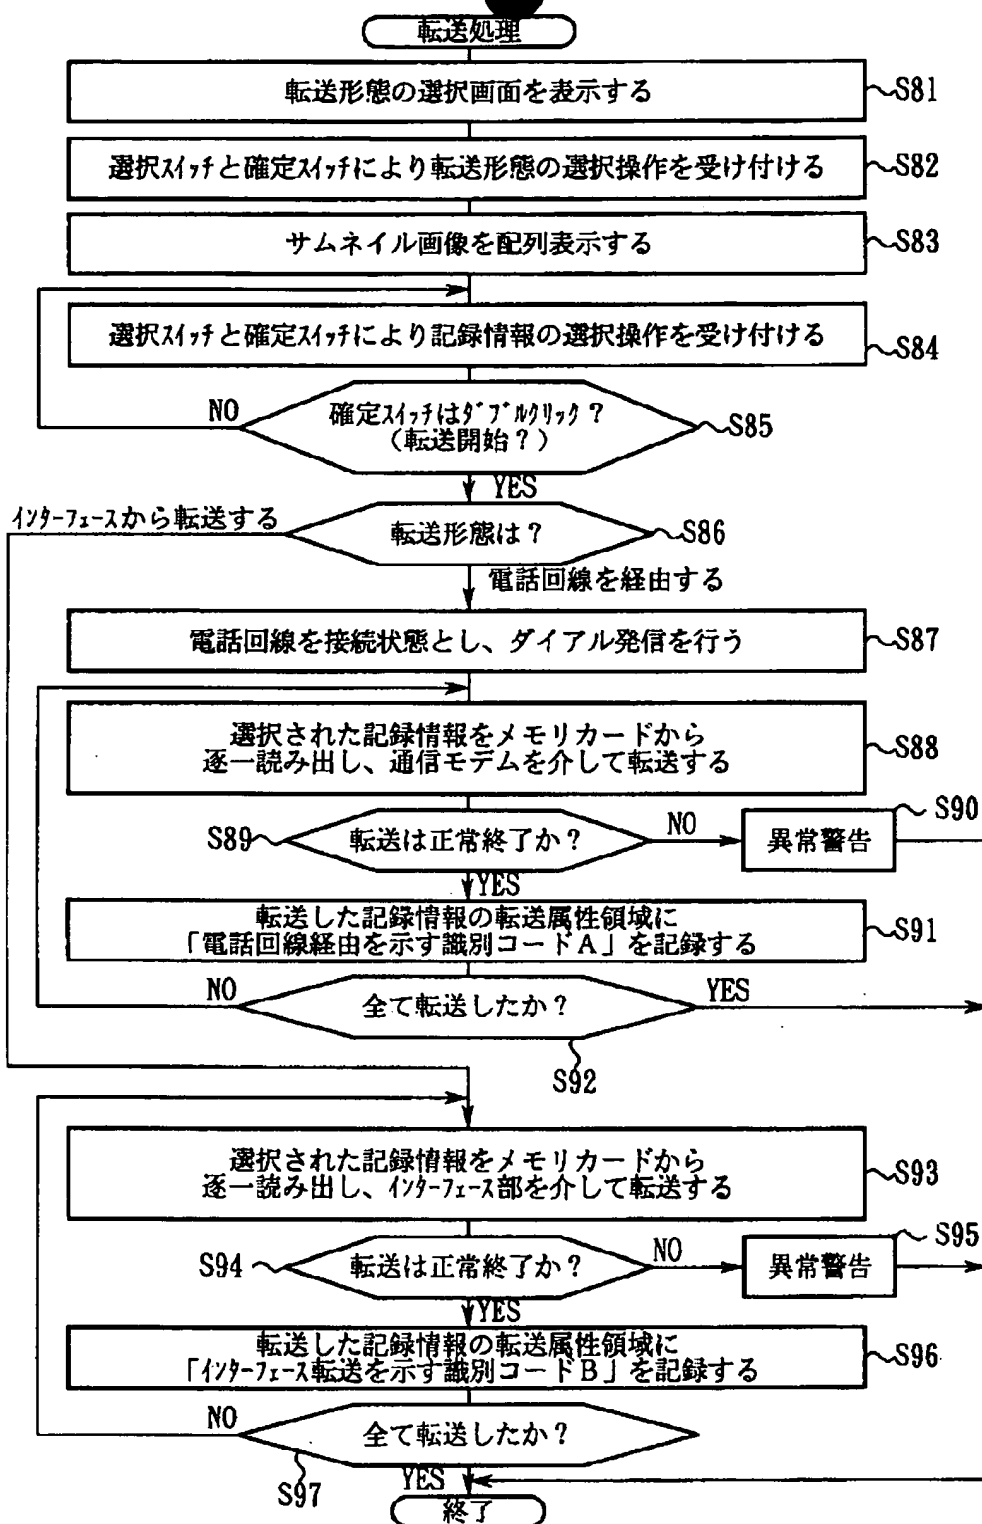 転送処理
転送形態の選択画面を表示する
S81
選択スイッチと確定スイッチにより転送形態の選択操作を受け付ける
S82
サムネイル画像を配列表示する
S83
選択スイッチと確定スイッチにより記録情報の選択操作を受け付ける
S84
NO
確定スイッチはダブルクリック?
(転送開始?)
S85
YES
インターフェースから転送する
転送形態は?
S86
電話回線を経由する
電話回線を接続状態とし、ダイアル発信を行う
S87
選択された記録情報をメモリカードから
逐一読み出し、通信モデムを介して転送する
S88
S89
転送は正常終了か?
NO
異常警告
S90
YES
転送した記録情報の転送属性領域に
「電話回線経由を示す識別コードA」を記録する
S91
NO
全て転送したか?
YES
S92
選択された記録情報をメモリカードから
逐一読み出し、インターフェース部を介して転送する
S93
S94
転送は正常終了か?
NO
異常警告
S95
YES
転送した記録情報の転送属性領域に
「インターフェース転送を示す識別コードB」を記録する
S96
NO
全て転送したか?
S97
YES
終了